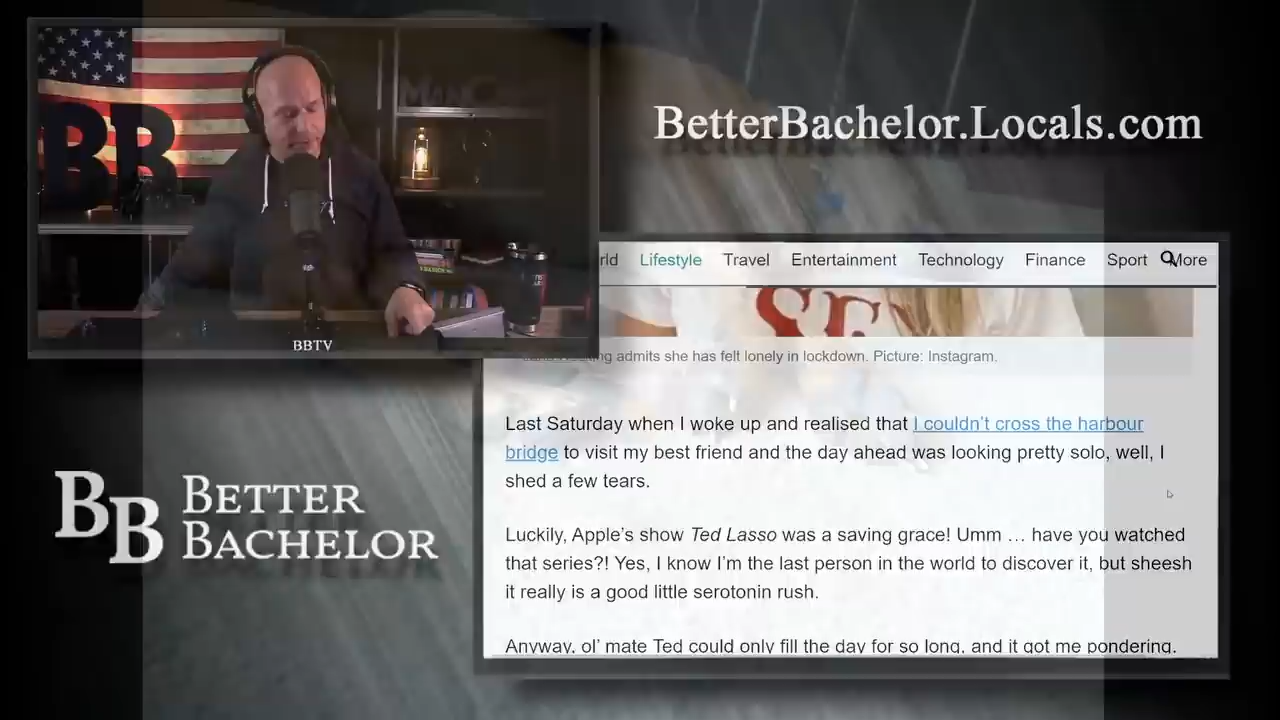 BetterBachelor.Locals.com
BB
BBTV
Lifestyle Travel Entertainment Technology Finance Sport More
SE
admits she has felt lonely in lockdown. Picture: Instagram.
Last Saturday when I woke up and realised that I couldn't cross the harbour
bridge to visit my best friend and the day ahead was looking pretty solo, well, I
shed a few tears.
Luckily, Apple's show Ted Lasso was a saving grace! Umm … have you watched
that series?! Yes, I know I'm the last person in the world to discover it, but sheesh
it really is a good little serotonin rush.
Anyway, ol' mate Ted could only fill the day for so long, and it got me pondering.
BB
BETTER
BACHELOR